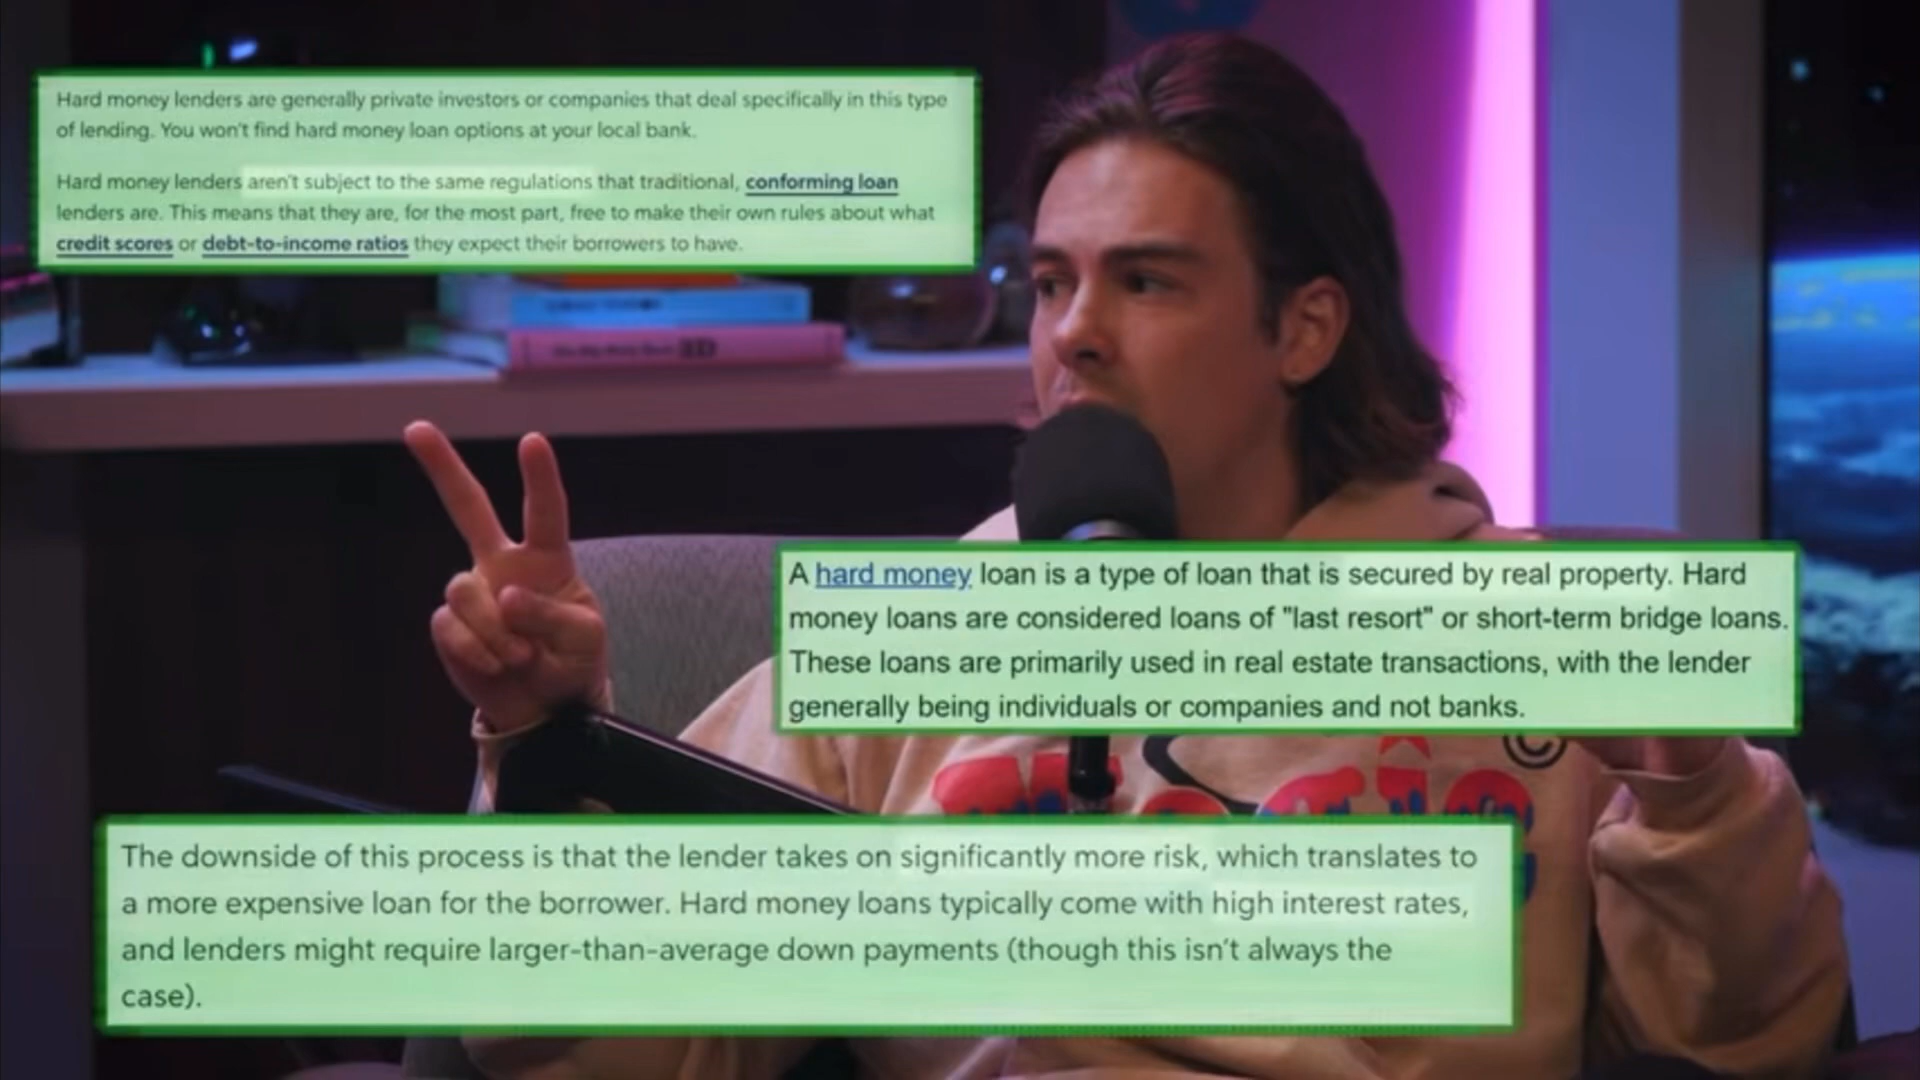 Hard money lenders are generally private investors or companies that deal specifically in this type
of lending. You won't find hard money loan options at your local bank.
Hard money lenders aren't subject to the same regulations that traditional, conforming loan
lenders are. This means that they are, for the most part, free to make their own rules about what
credit scores or debt-to-income ratios they expect their borrowers to have.
A hard money loan is a type of loan that is secured by real property. Hard
money loans are considered loans of "last resort" or short-term bridge loans.
These loans are primarily used in real estate transactions, with the lender
generally being individuals or companies and not banks.
©
The downside of this process is that the lender takes on significantly more risk, which translates to
a more expensive loan for the borrower. Hard money loans typically come with high interest rates,
and lenders might require larger-than-average down payments (though this isn't always the
case).